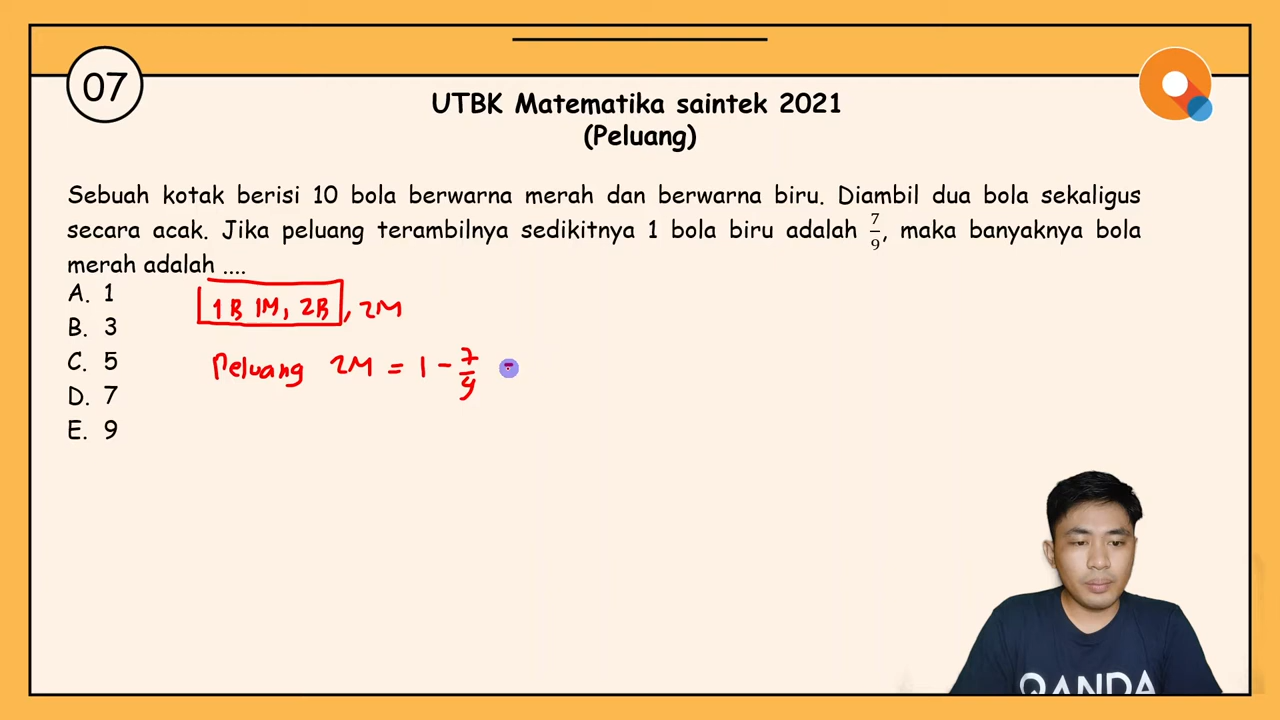 07
UTBK Matematika saintek 2021
(Peluang)
Sebuah kotak berisi 10 bola berwarna merah dan berwarna biru. Diambil dua bola sekaligus
secara acak. Jika peluang terambilnya sedikitnya 1 bola biru adalah 7/9, maka banyaknya bola
merah adalah ....
A. 1
B. 3
C. 5
D. 7
E. 9
1B 1M, 2B, 2M
Peluang 2M = 1 - 7/9 =
QANDA